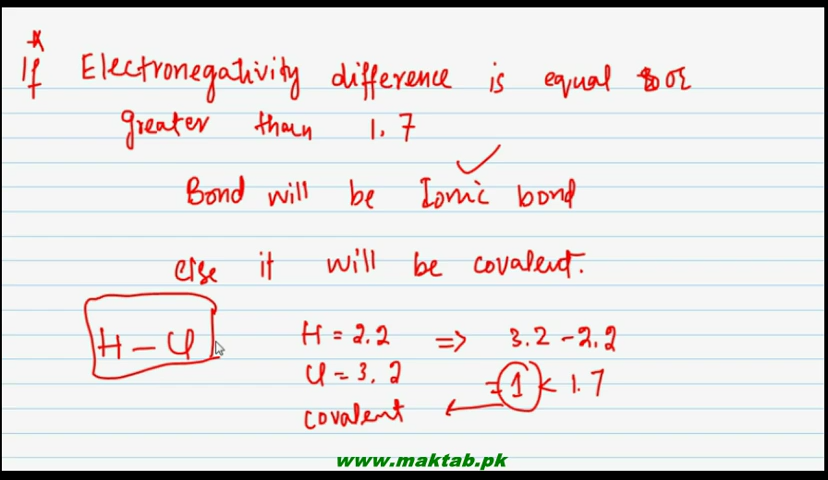 *
If Electronegativity difference is equal or
greater than 1.7
Bond will be Ionic bond
else it will be covalent.
H - Cl H = 2.2 => 3.2 - 2.2
Cl = 3.2 = 1 < 1.7
covalent
www.maktab.pk